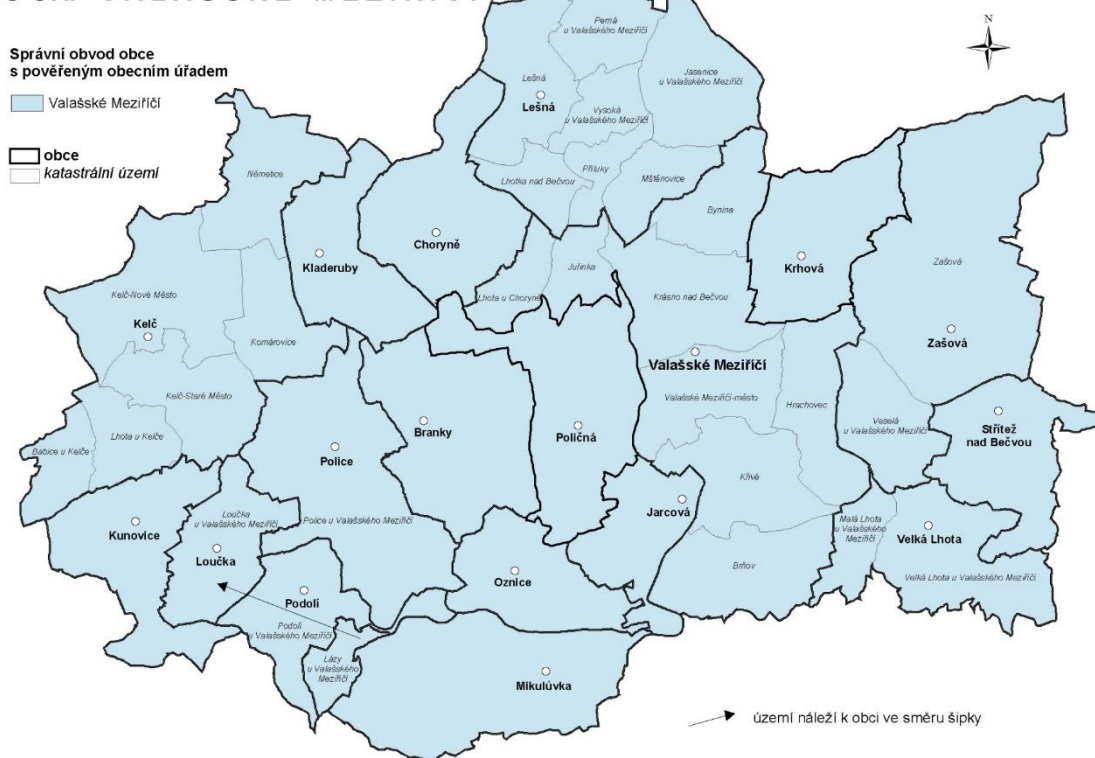 N
Správní obvod obce
s pověřeným obecním úřadem
Valašské Meziříčí
obce
katastrální území
Perná
u Valašského Meziříčí
Lešná
Lešná
Jasenice
u Valašského Meziříčí
Vysoká
u Valašského Meziříčí
Lhotka nad Bečvou
Příluky
Mštěnovice
Bynina
Němetice
Choryně
Kladeruby
Krhová
Juřinka
Lhota u Choryně
Krásno nad Bečvou
Zašová
Zašová
Kelč-Nové Město
Kelč
Komárovice
Valašské Meziříčí
Valašské Meziříčí-město
Hrachovec
Kelč-Staré Město
Lhota u Kelče
Babice u Kelče
Branky
Poličná
Police
Veselá
u Valašského Meziříčí
Střítež
nad Bečvou
Křivé
Kunovice
Loučka
u Valašského Meziříčí
Loučka
Police u Valašského Meziříčí
Jarcová
Malá Lhota
u Valašského
Meziříčí
Velká Lhota
Velká Lhota u Valašského Meziříčí
Oznice
Brňov
Podolí
Podolí
u Valašského Meziříčí
Lázy
u Valašského
Meziříčí
Mikulůvka
území náleží k obci ve směru šipky